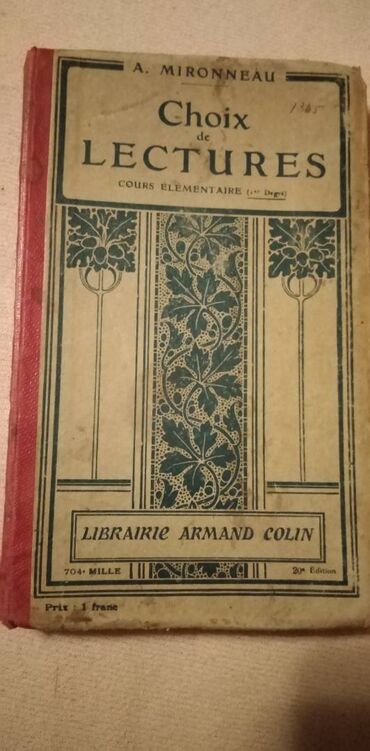 A. MIRONNEAU
1365
Choix
de
LECTURES
COURS ÉLÉMENTAIRE (1er Degré)
LIBRAIRIE ARMAND COLIN
704e MILLE
20e Édition
Prix : 1 franc